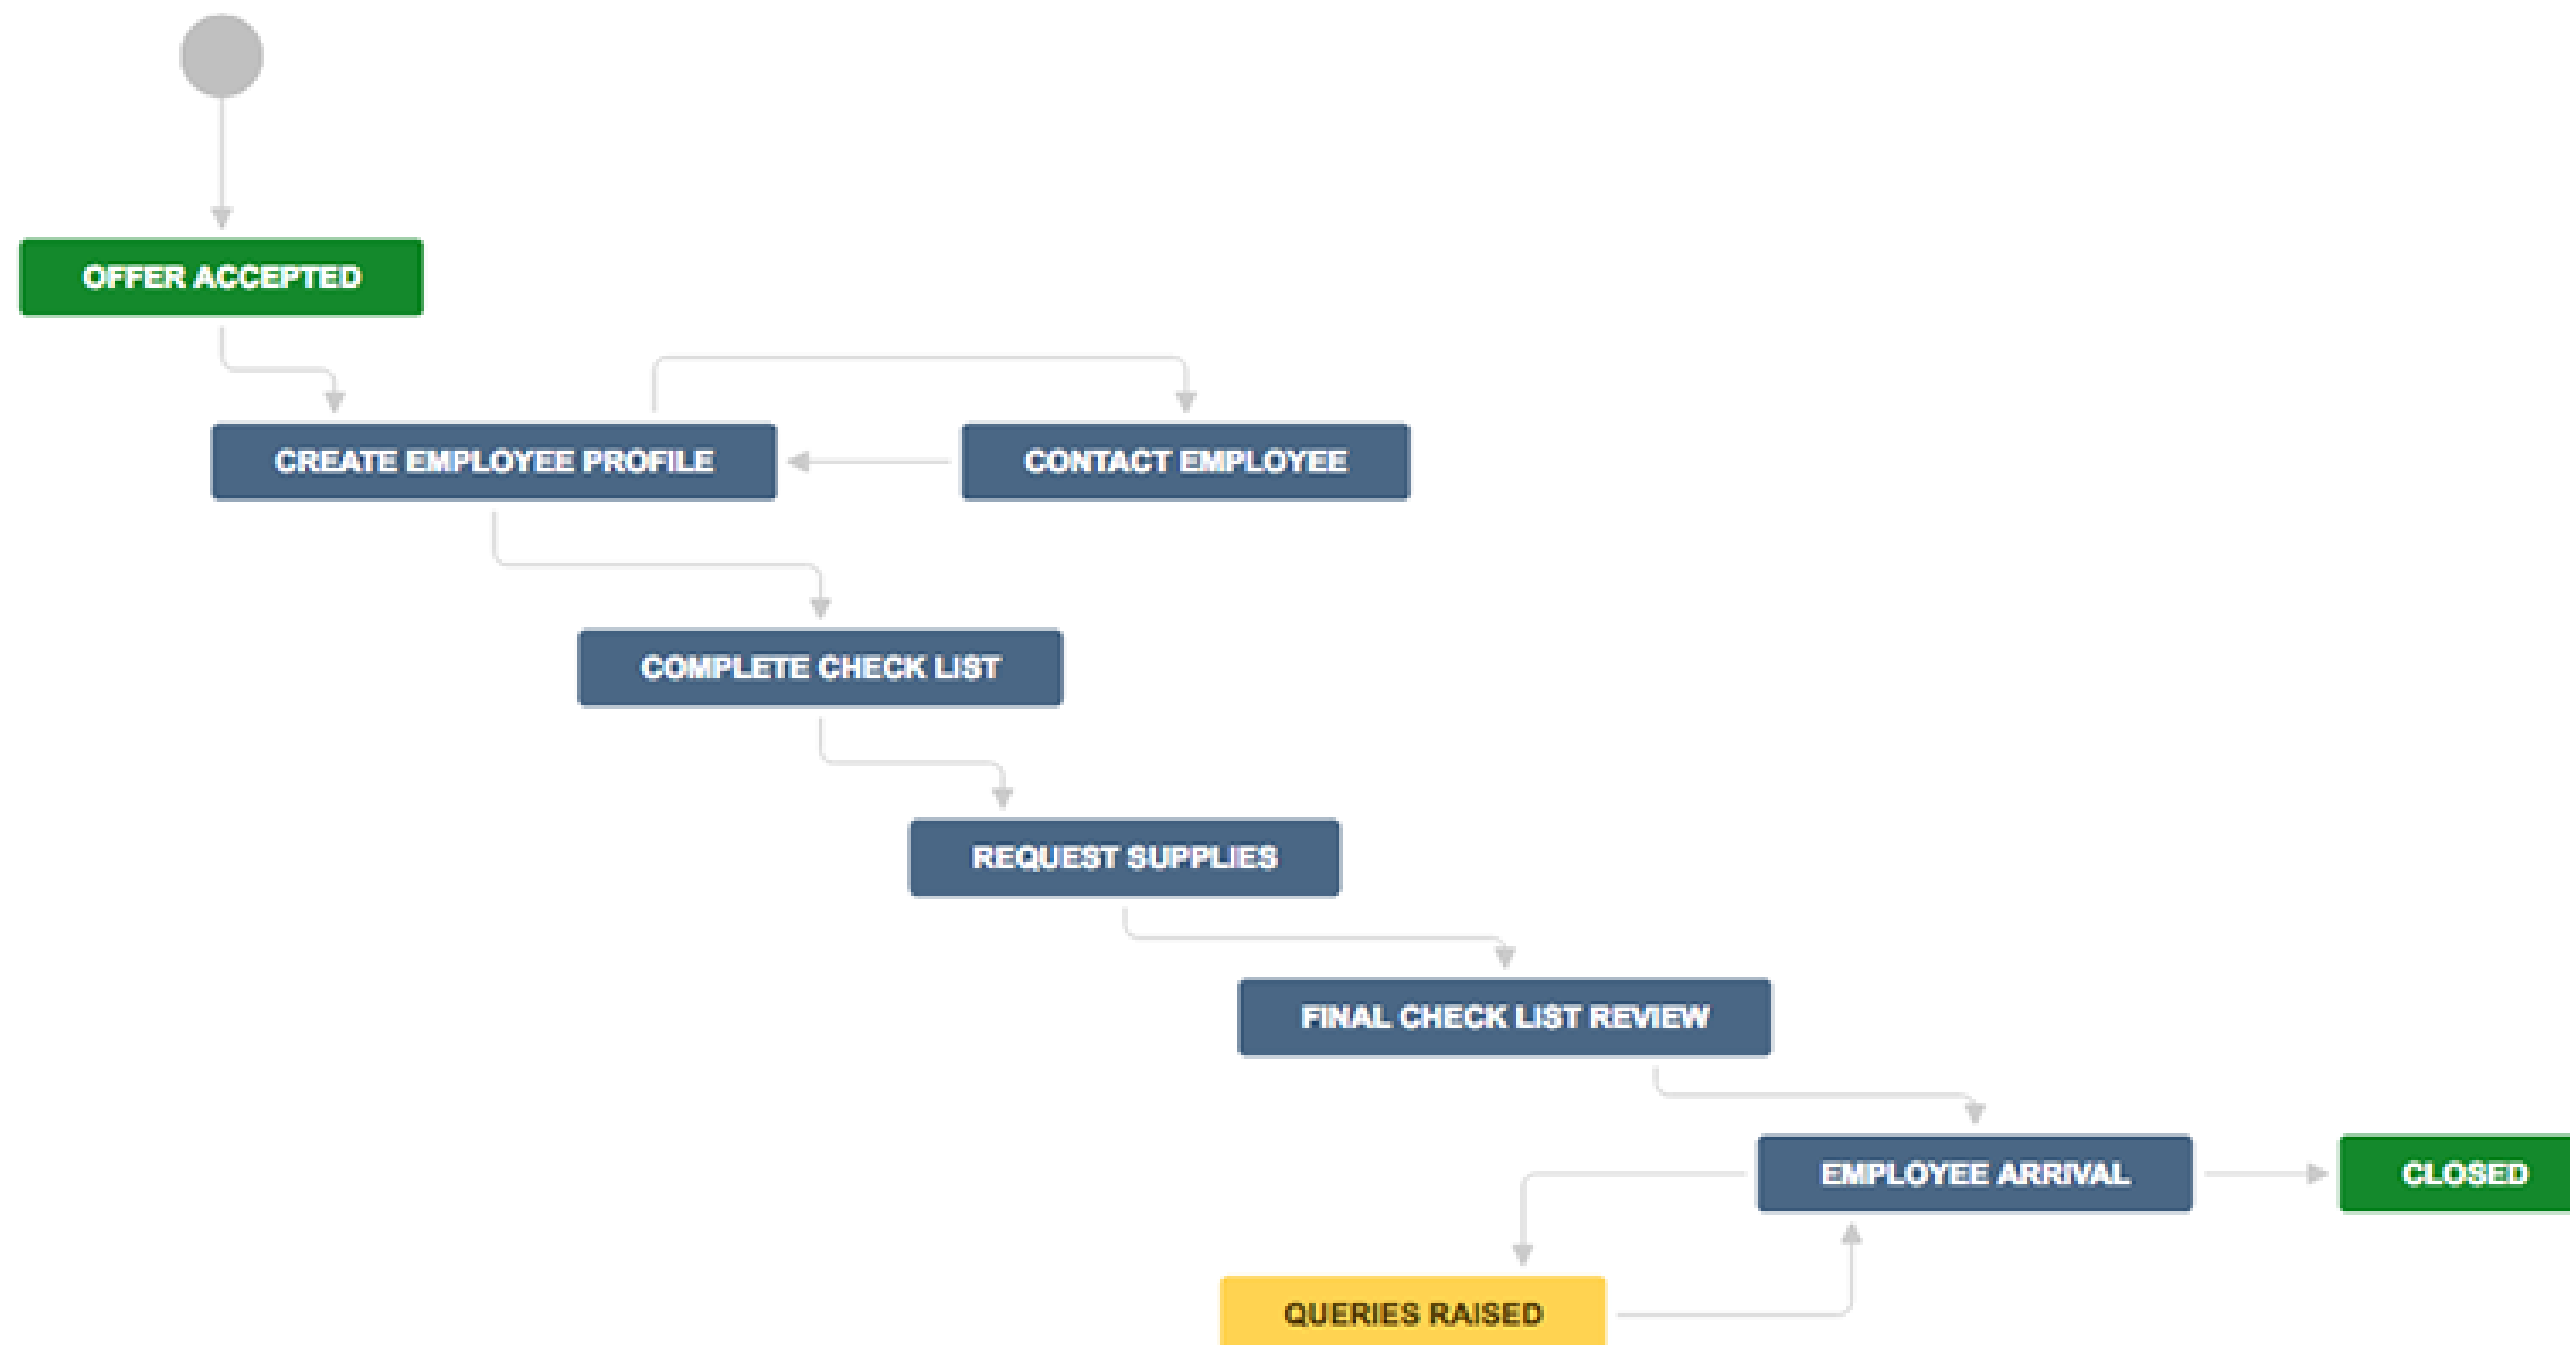 OFFER ACCEPTED
CREATE EMPLOYEE PROFILE
CONTACT EMPLOYEE
COMPLETE CHECK LIST
REQUEST SUPPLIES
FINAL CHECK LIST REVIEW
EMPLOYEE ARRIVAL
CLOSED
QUERIES RAISED